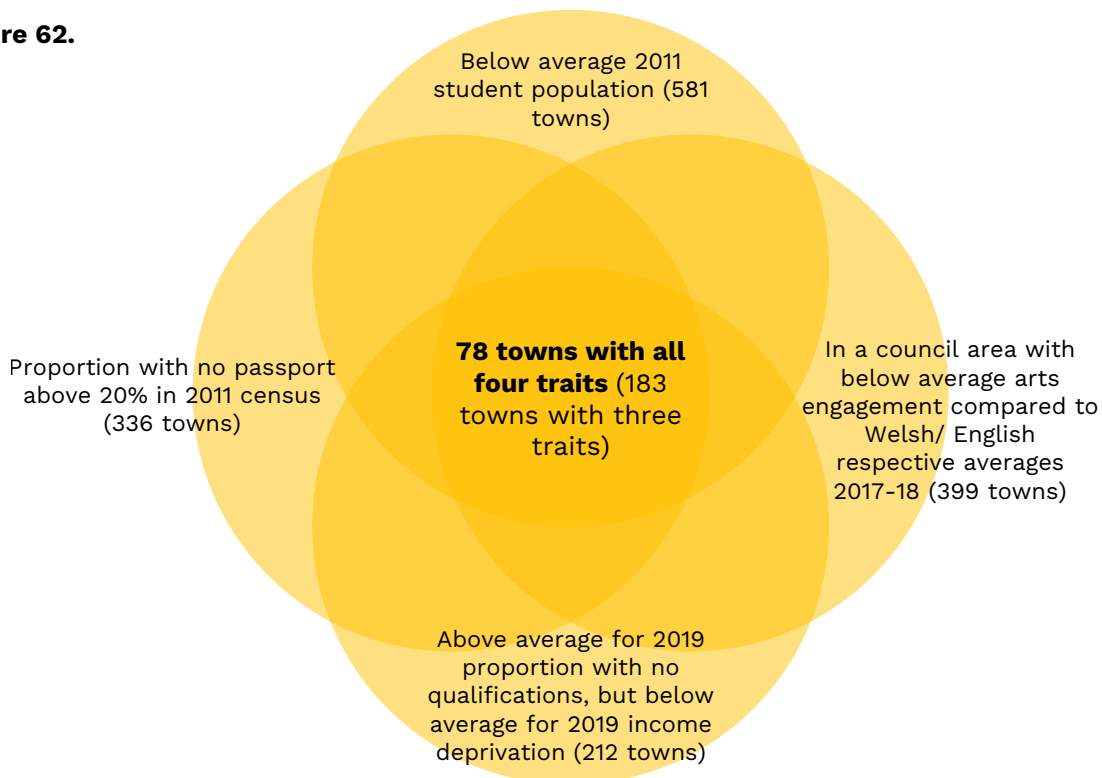 re 62.
Below average 2011
student population (581
towns)
Proportion with no passport
above 20% in 2011 census
(336 towns)
78 towns with all
four traits (183
towns with three
traits)
In a council area with
below average arts
engagement compared to
Welsh/ English
respective averages
2017-18 (399 towns)
Above average for 2019
proportion with no
qualifications, but below
average for 2019 income
deprivation (212 towns)